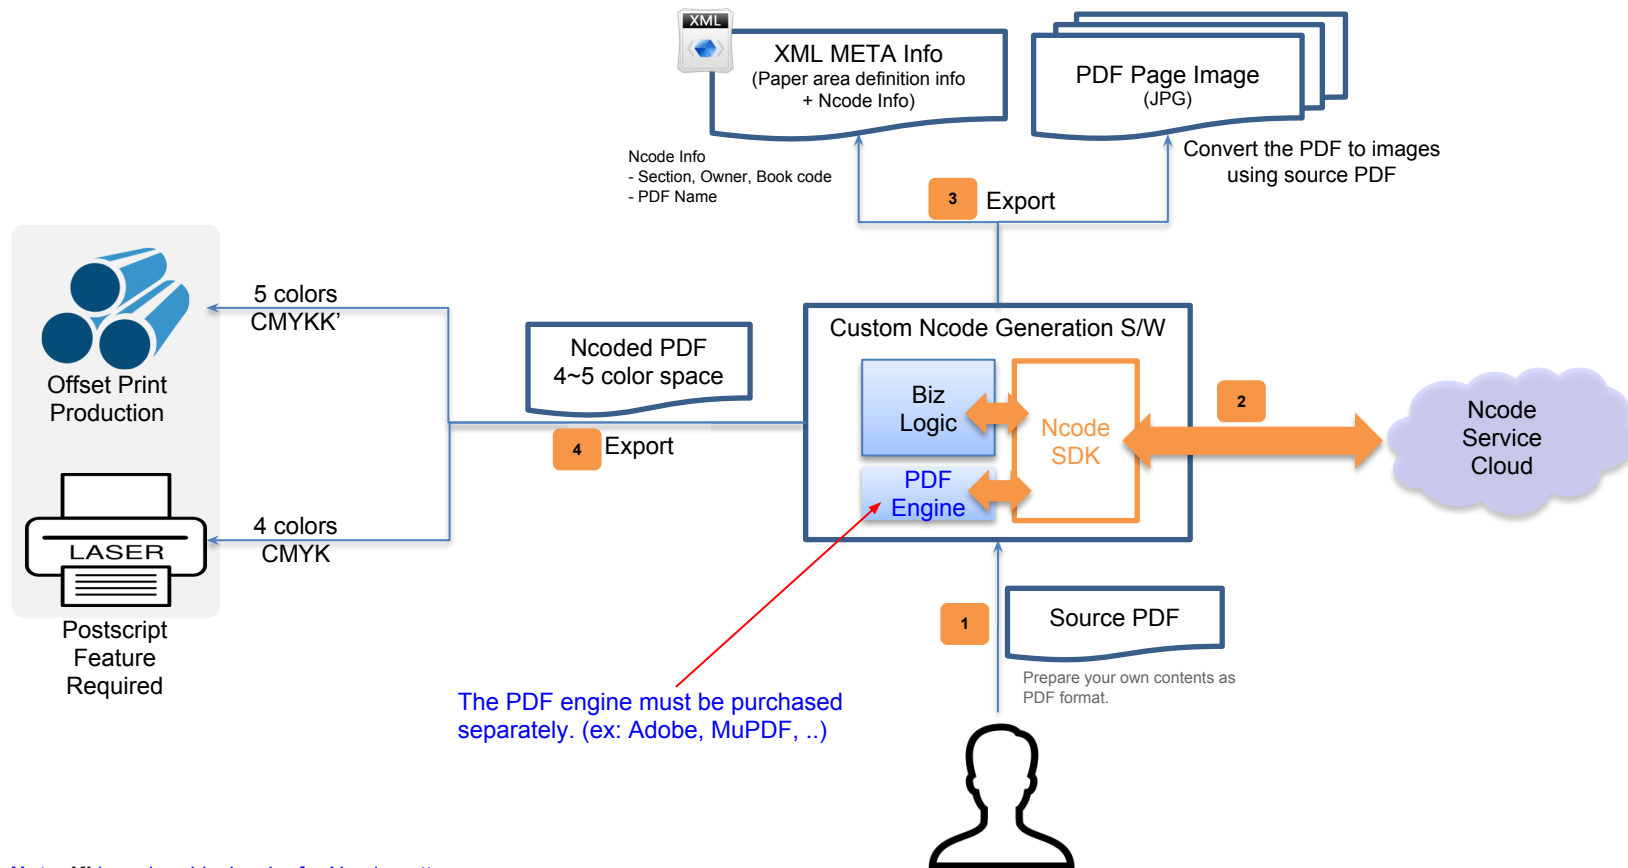 XML
XML META Info
(Paper area definition info
+ Ncode Info)
PDF Page Image
(JPG)
Ncode Info
- Section, Owner, Book code
- PDF Name
Convert the PDF to images
using source PDF
3
Export
5 colors
CMYKK’
Offset Print
Production
Ncoded PDF
4~5 color space
4
Export
Custom Ncode Generation S/W
Biz
Logic
Ncode
SDK
PDF
Engine
2
Ncode
Service
Cloud
4 colors
CMYK
LASER
Postscript
Feature
Required
1
Source PDF
Prepare your own contents as
PDF format.
The PDF engine must be purchased
separately. (ex: Adobe, MuPDF, ..)